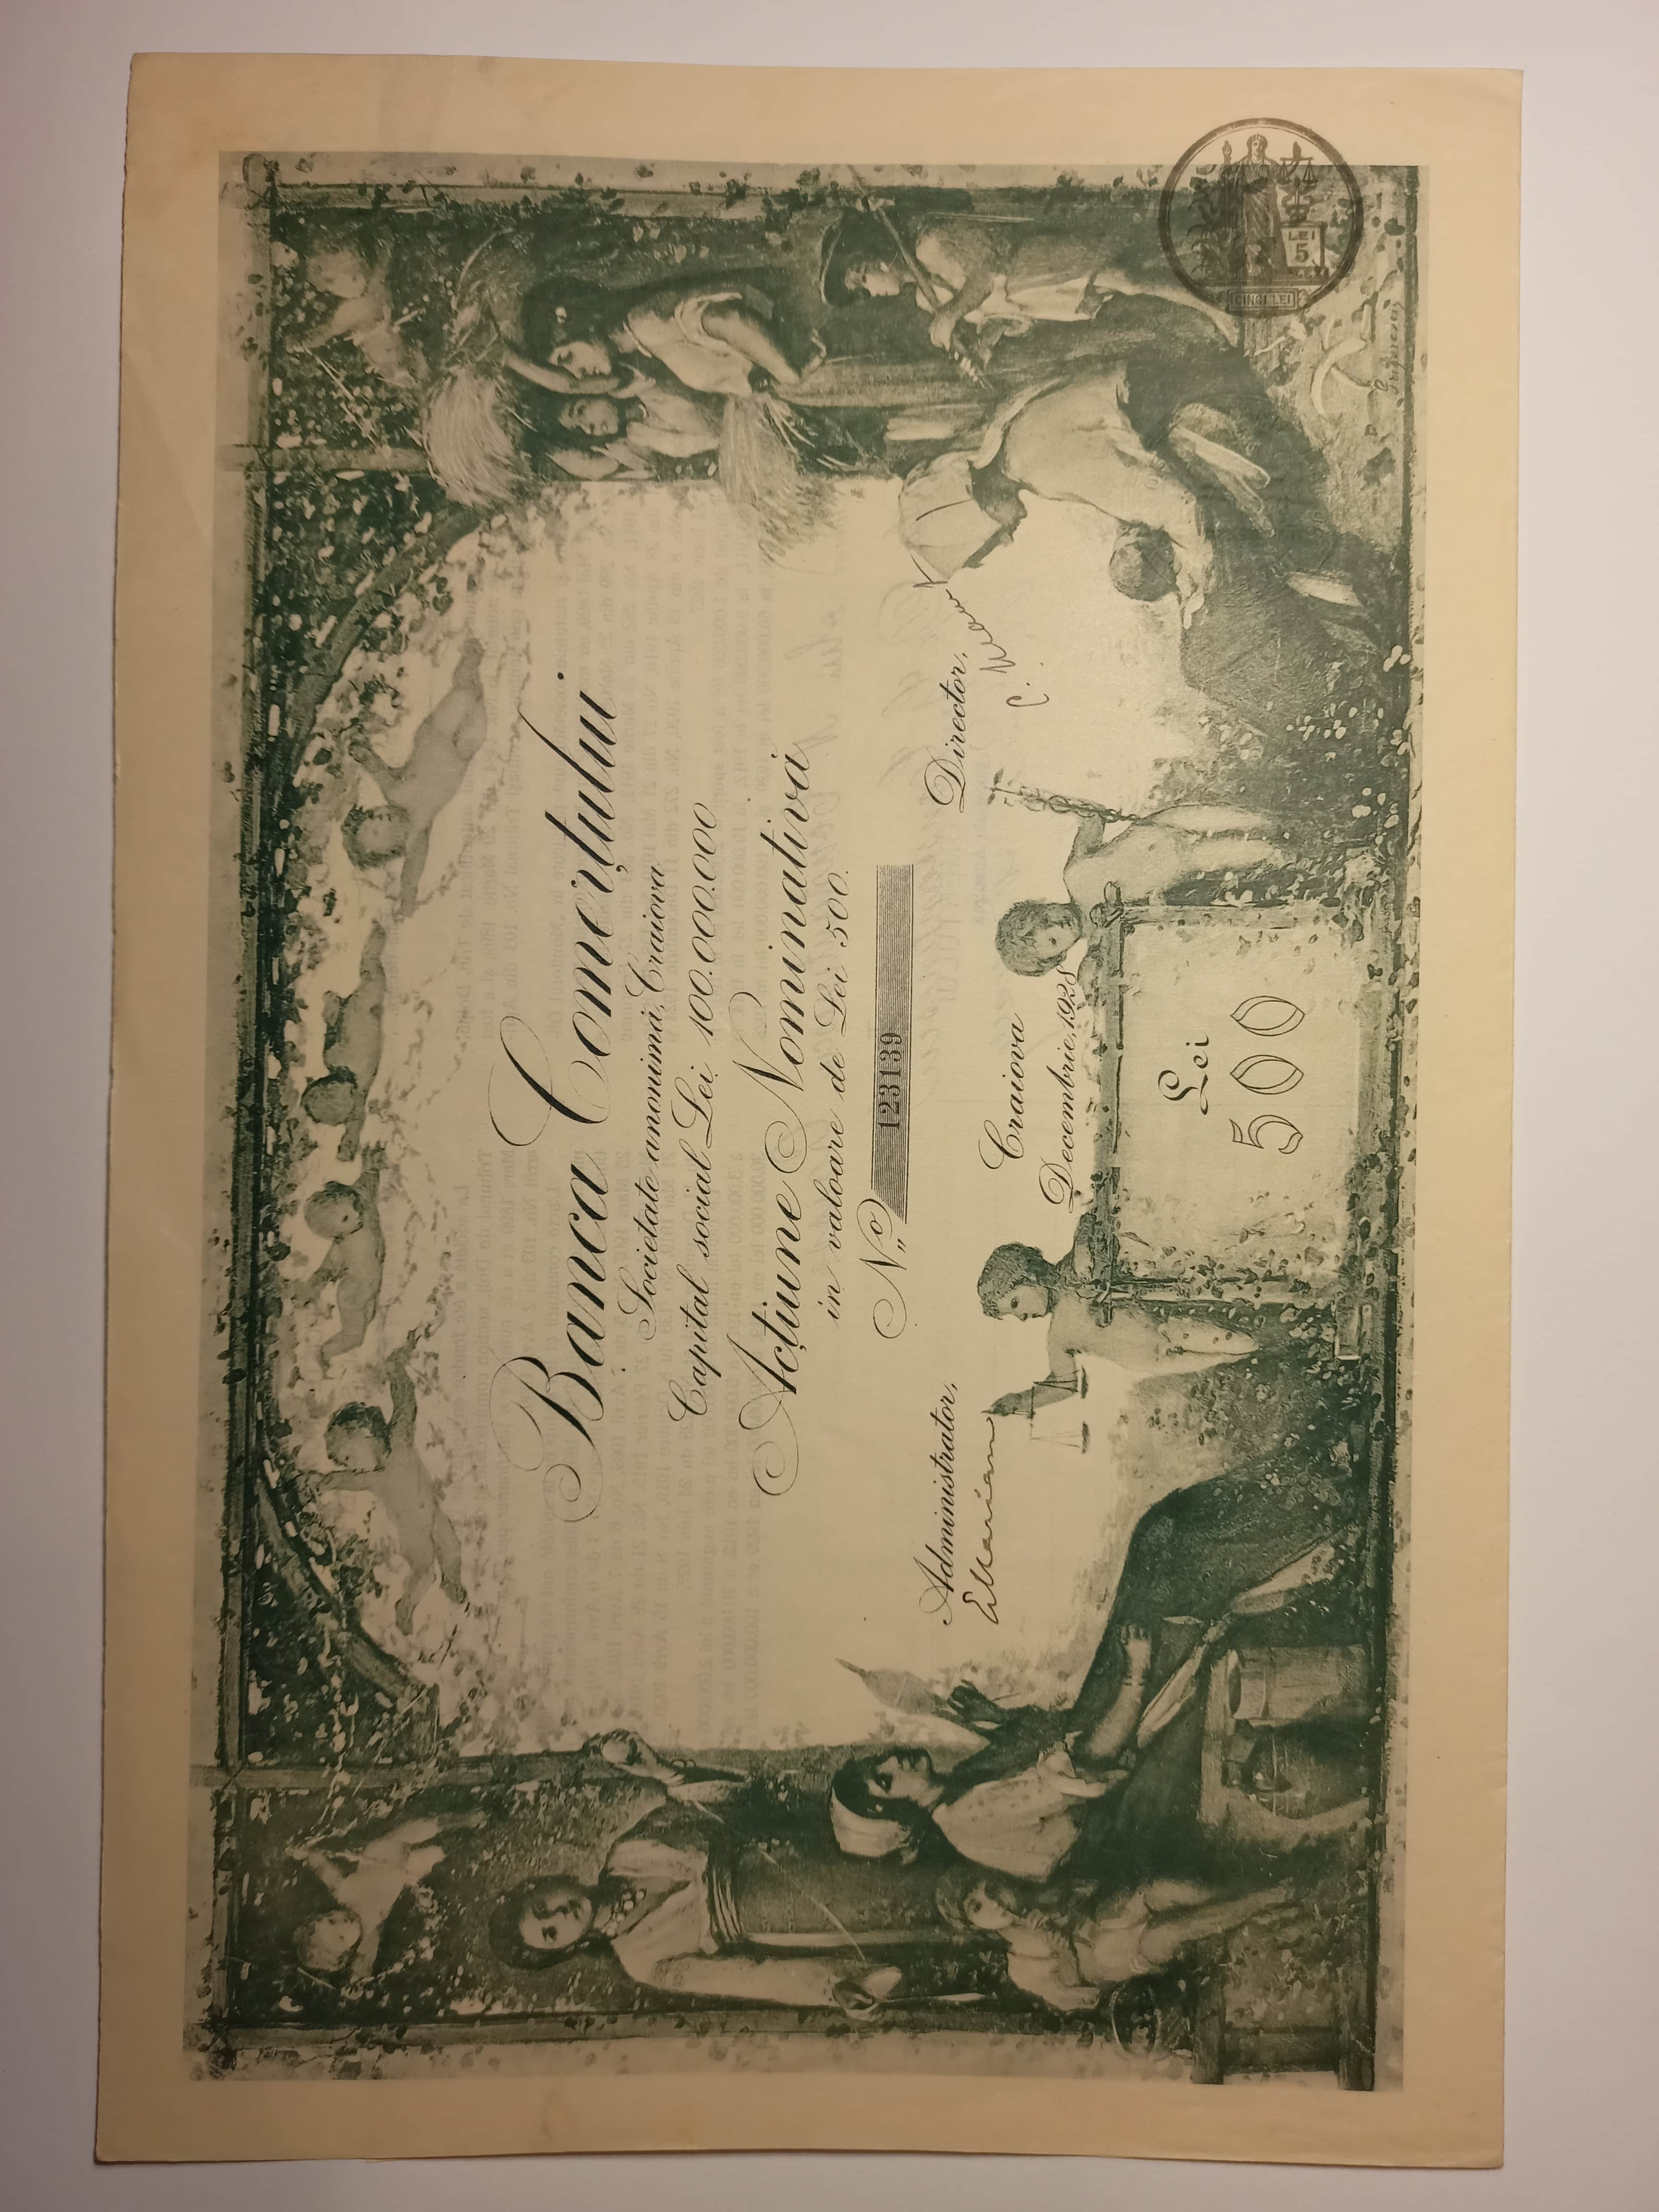 Banca Comerțului
Societate anonimă, Craiova
Capital social Lei 100.000.000
Acțiune Nominativă
in valoare de Lei 500.
No 123139
Administrator,
Director,
Craiova
Decembrie, 1928
Lei
500
LEI
5
CINCI LEI